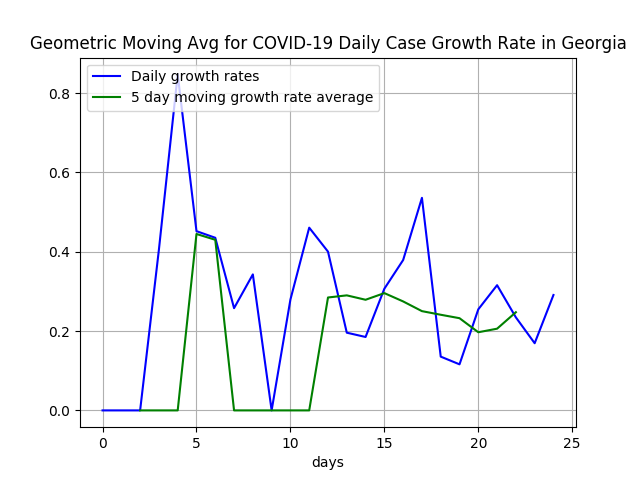 Geometric Moving Avg for COVID-19 Daily Case Growth Rate in Georgia
Daily growth rates
5 day moving growth rate average
0.8
0.6
0.4
0.2
0.0
0 5 10 15 20 25
days